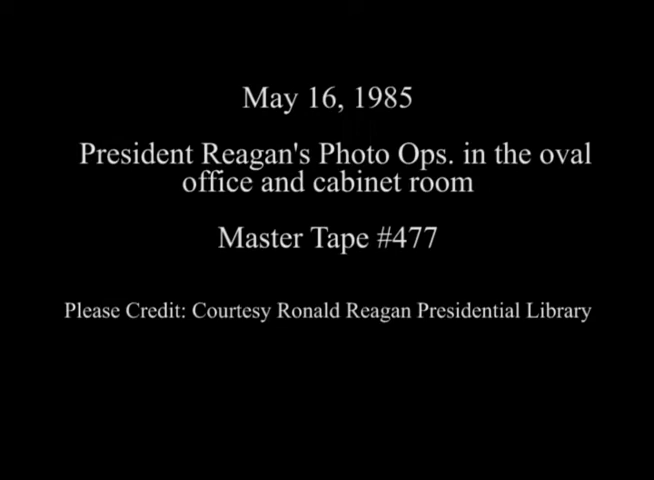 May 16, 1985
President Reagan's Photo Ops. in the oval
office and cabinet room
Master Tape #477
Please Credit: Courtesy Ronald Reagan Presidential Library